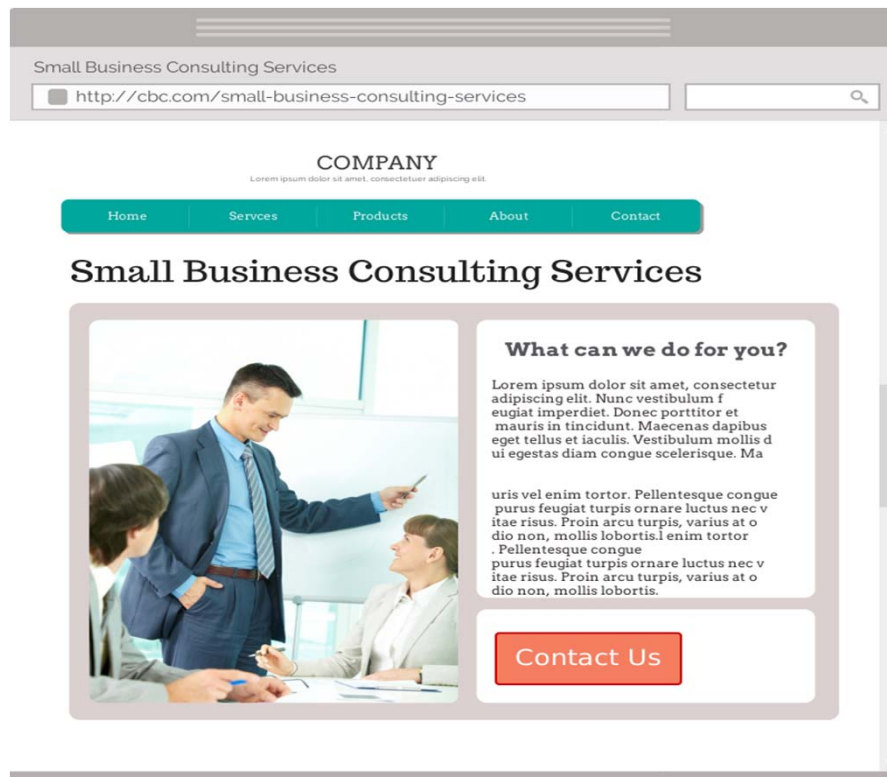 Small Business Consulting Services
http://cbc.com/small-business-consulting-services
COMPANY
Lorem ipsum dolor sit amet, consectetuer adipiscing elit.
Home Servces Products About Contact
Small Business Consulting Services
What can we do for you?
Lorem ipsum dolor sit amet, consectetur
adipiscing elit. Nunc vestibulum f
eugiat imperdiet. Donec porttitor et
mauris in tincidunt. Maecenas dapibus
eget tellus et iaculis. Vestibulum mollis d
ui egestas diam congue scelerisque. Ma
uris vel enim tortor. Pellentesque congue
purus feugiat turpis ornare luctus nec v
itae risus. Proin arcu turpis, varius at o
dio non, mollis lobortis.l enim tortor
. Pellentesque congue
purus feugiat turpis ornare luctus nec v
itae risus. Proin arcu turpis, varius at o
dio non, mollis lobortis.
Contact Us